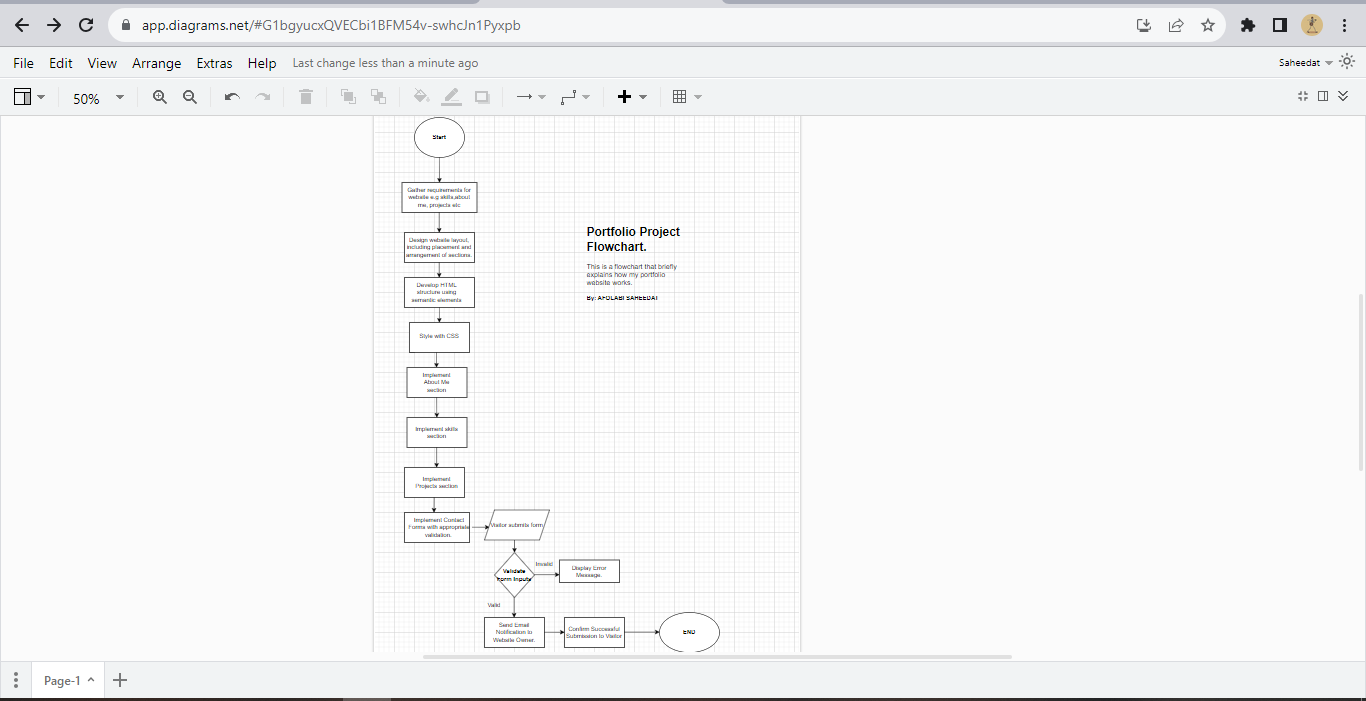 app.diagrams.net/#G1bgyucxQVECbi1BFM54v-swhcJn1Pyxpb
File Edit View Arrange Extras Help Last change less than a minute ago
Saheedat
50%
Start
Gather requirements for
website e.g skills,about
me, projects etc
Design website layout,
including placement and
arrangement of sections.
Develop HTML
structure using
semantic elements
Style with CSS
Implement
About Me
section
Implement skills
section
Implement
Projects section
Implement Contact
Forms with appropriate
validation.
Portfolio Project
Flowchart.
This is a flowchart that briefly
explains how my portfolio
website works.
By: AFOLABI SAHEEDAT
Visitor submits form
Validate
Form Inputs
Invalid
Display Error
Message.
Valid
Send Email
Notification to
Website Owner.
Confirm Successful
Submission to Visitor
END
Page-1